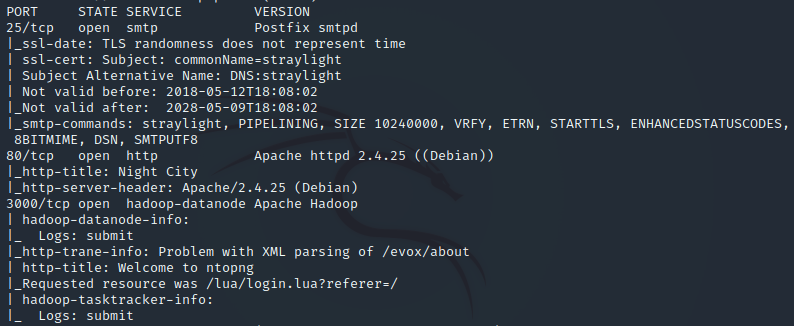 PORT     STATE SERVICE         VERSION
25/tcp   open  smtp            Postfix smtpd
|_ssl-date: TLS randomness does not represent time
| ssl-cert: Subject: commonName=straylight
| Subject Alternative Name: DNS:straylight
| Not valid before: 2018-05-12T18:08:02
|_Not valid after:  2028-05-09T18:08:02
|_smtp-commands: straylight, PIPELINING, SIZE 10240000, VRFY, ETRN, STARTTLS, ENHANCEDSTATUSCODES,
 8BITMIME, DSN, SMTPUTF8
80/tcp   open  http            Apache httpd 2.4.25 ((Debian))
|_http-title: Night City
|_http-server-header: Apache/2.4.25 (Debian)
3000/tcp open  hadoop-datanode Apache Hadoop
| hadoop-datanode-info:
|_  Logs: submit
|_http-trane-info: Problem with XML parsing of /evox/about
| http-title: Welcome to ntopng
|_Requested resource was /lua/login.lua?referer=/
| hadoop-tasktracker-info:
|_  Logs: submit